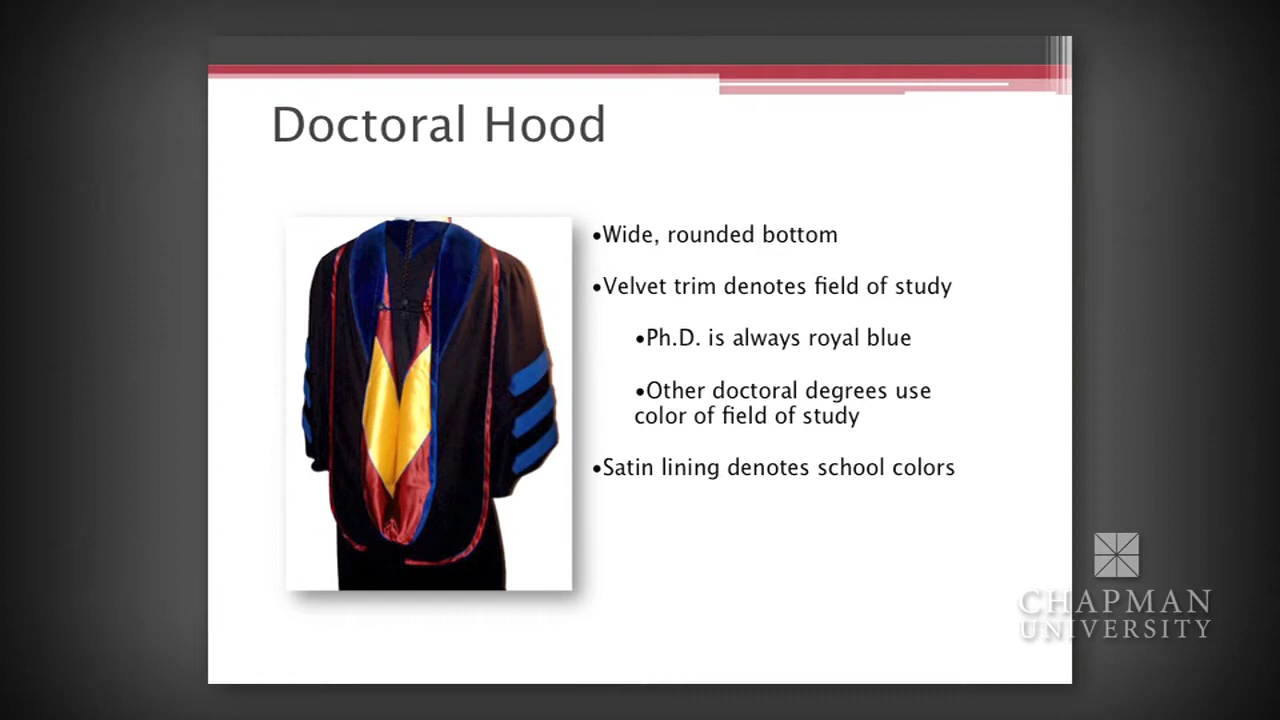 Doctoral Hood
•Wide, rounded bottom
•Velvet trim denotes field of study
•Ph.D. is always royal blue
•Other doctoral degrees use
color of field of study
•Satin lining denotes school colors
CHAPMAN
UNIVERSITY